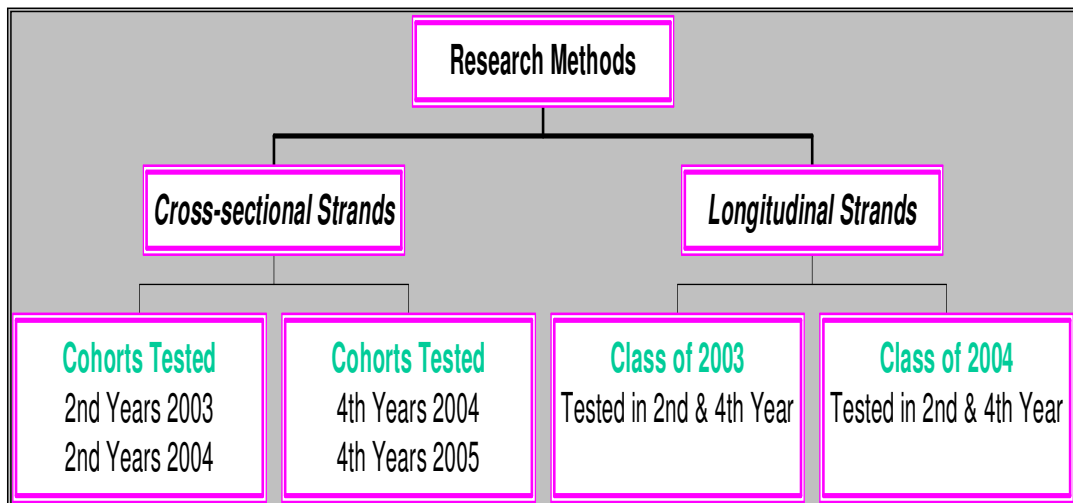 Research Methods
Cross-sectional Strands
Longitudinal Strands
Cohorts Tested
2nd Years 2003
2nd Years 2004
Cohorts Tested
4th Years 2004
4th Years 2005
Class of 2003
Tested in 2nd & 4th Year
Class of 2004
Tested in 2nd & 4th Year